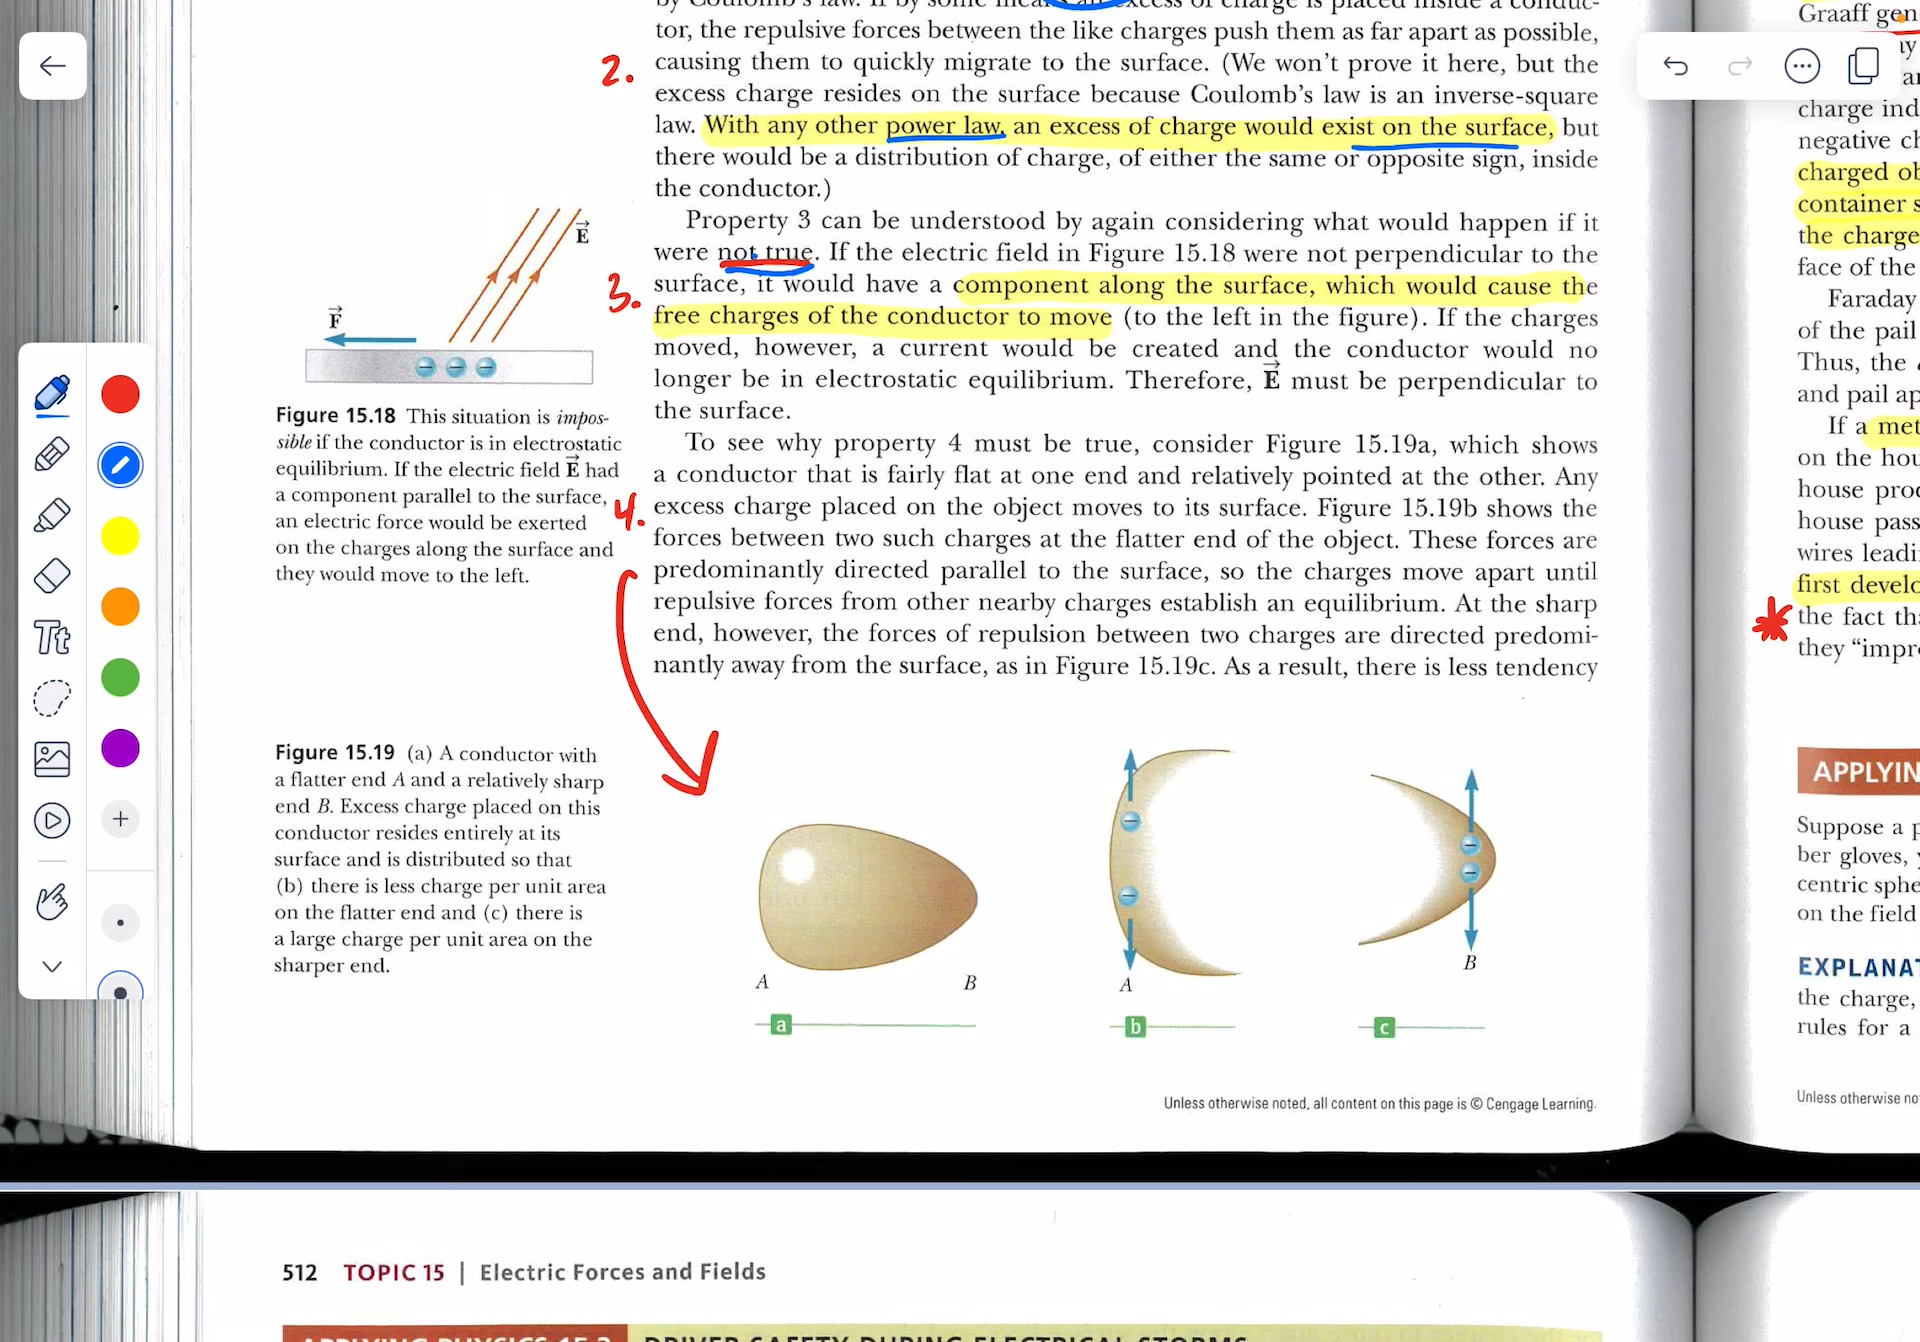 tor, the repulsive forces between the like charges push them as far apart as possible,
2. causing them to quickly migrate to the surface. (We won't prove it here, but the
excess charge resides on the surface because Coulomb's law is an inverse-square
law. With any other power law, an excess of charge would exist on the surface, but
there would be a distribution of charge, of either the same or opposite sign, inside
the conductor.)
Property 3 can be understood by again considering what would happen if it
were not true. If the electric field in Figure 15.18 were not perpendicular to the
3. surface, it would have a component along the surface, which would cause the
free charges of the conductor to move (to the left in the figure). If the charges
moved, however, a current would be created and the conductor would no
longer be in electrostatic equilibrium. Therefore, E must be perpendicular to
the surface.
To see why property 4 must be true, consider Figure 15.19a, which shows
a conductor that is fairly flat at one end and relatively pointed at the other. Any
4. excess charge placed on the object moves to its surface. Figure 15.19b shows the
forces between two such charges at the flatter end of the object. These forces are
predominantly directed parallel to the surface, so the charges move apart until
repulsive forces from other nearby charges establish an equilibrium. At the sharp
end, however, the forces of repulsion between two charges are directed predomi-
nantly away from the surface, as in Figure 15.19c. As a result, there is less tendency
E
F
Figure 15.18 This situation is impos-
sible if the conductor is in electrostatic
equilibrium. If the electric field E had
a component parallel to the surface,
an electric force would be exerted
on the charges along the surface and
they would move to the left.
Figure 15.19 (a) A conductor with
a flatter end A and a relatively sharp
end B. Excess charge placed on this
conductor resides entirely at its
surface and is distributed so that
(b) there is less charge per unit area
on the flatter end and (c) there is
a large charge per unit area on the
sharper end.
A B
a
A
b
B
c
Unless otherwise noted, all content on this page is © Cengage Learning.
Graaff gen
charge ind
negative
charged
container
the charge
face of the
Faraday
of the pail
Thus, the
and pail
If a
on the
house
house pass
wires
first
* the fact
they
APPLYIN
Suppose a
ber gloves,
centric
on the field
EXPLANAT
the charge,
rules for a
Unless otherwise
512 TOPIC 15 | Electric Forces and Fields
APPLYING PHYSICS 15.3 DRIVER SAFETY DURING ELECTRICAL STORMS
Tt